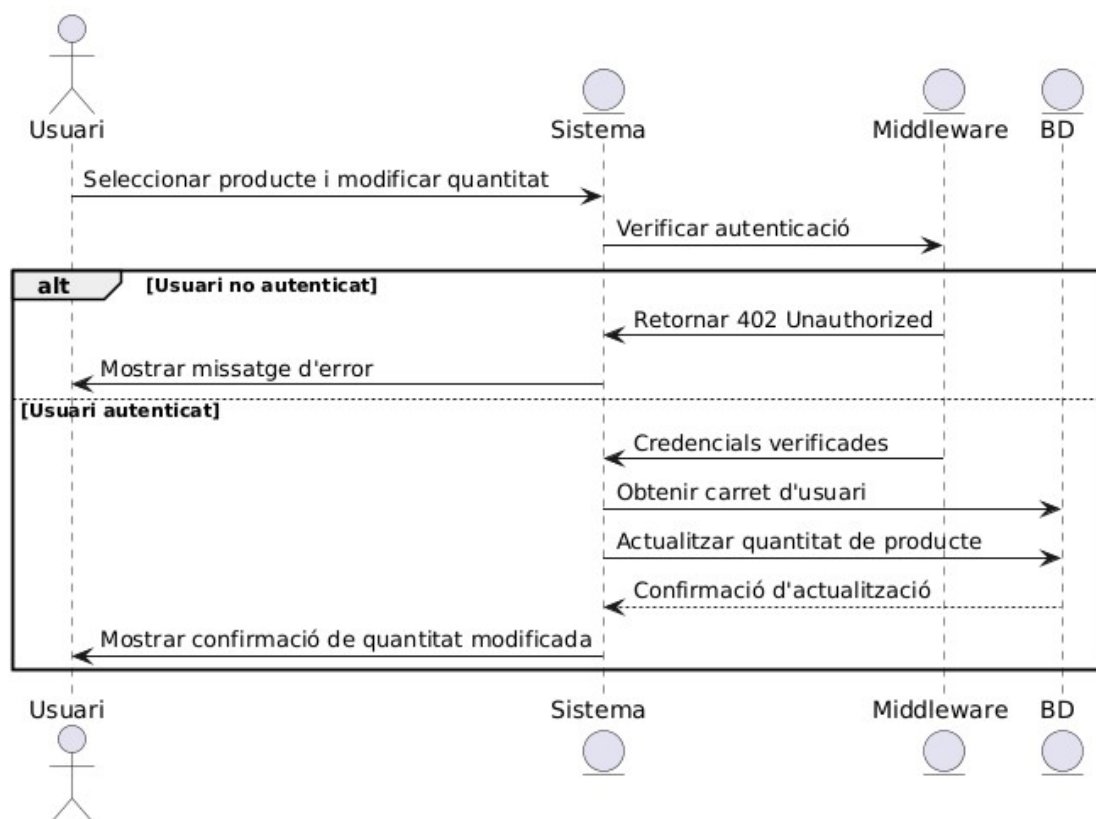 Usuari
Sistema
Middleware
BD
Seleccionar producte i modificar quantitat
Verificar autenticació
alt
[Usuari no autenticat]
Retornar 402 Unauthorized
Mostrar missatge d'error
[Usuari autenticat]
Credencials verificades
Obtenir carret d'usuari
Actualitzar quantitat de producte
Confirmació d'actualització
Mostrar confirmació de quantitat modificada
Usuari
Sistema
Middleware
BD